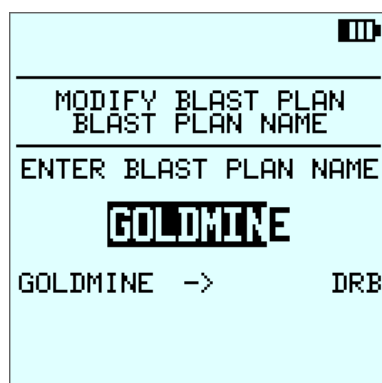 MODIFY BLAST PLAN
BLAST PLAN NAME
ENTER BLAST PLAN NAME
GOLDMINE
GOLDMINE -> DRB